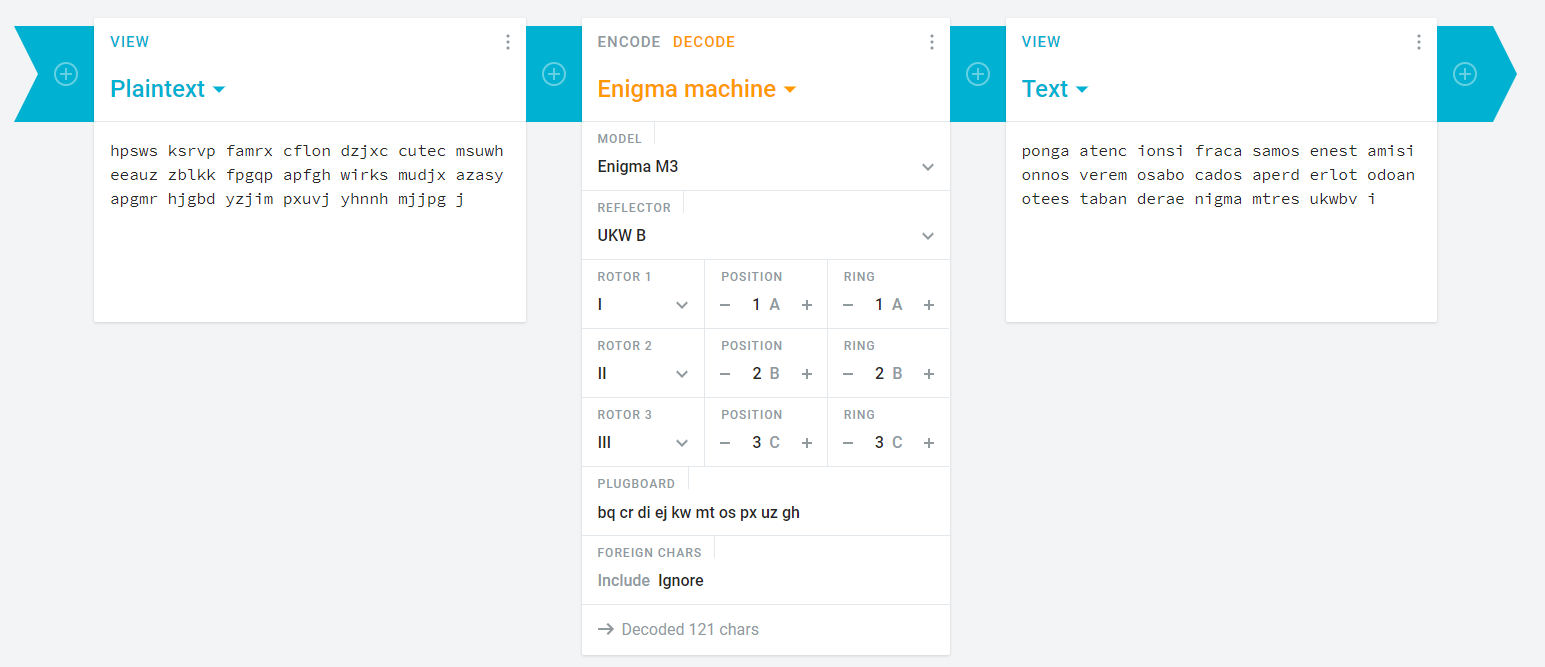 VIEW
Plaintext
hpsws ksrvp famrx cflon dzjxc cutec msuwh
eeauz zblkk fpgqp apfgh wirks mudjx azasy
apgmr hjgbd yzjim pxuvj yhnnh mjjpg j
ENCODE DECODE
Enigma machine
MODEL
Enigma M3
REFLECTOR
UKW B
ROTOR 1 POSITION RING
I − 1 A + − 1 A +
ROTOR 2 POSITION RING
II − 2 B + − 2 B +
ROTOR 3 POSITION RING
III − 3 C + − 3 C +
PLUGBOARD
bq cr di ej kw mt os px uz gh
FOREIGN CHARS
Include Ignore
→ Decoded 121 chars
VIEW
Text
ponga atenc ionsi fraca samos enest amisi
onnos verem osabo cados aperd erlot odoan
otees taban derae nigma mtres ukwbv i